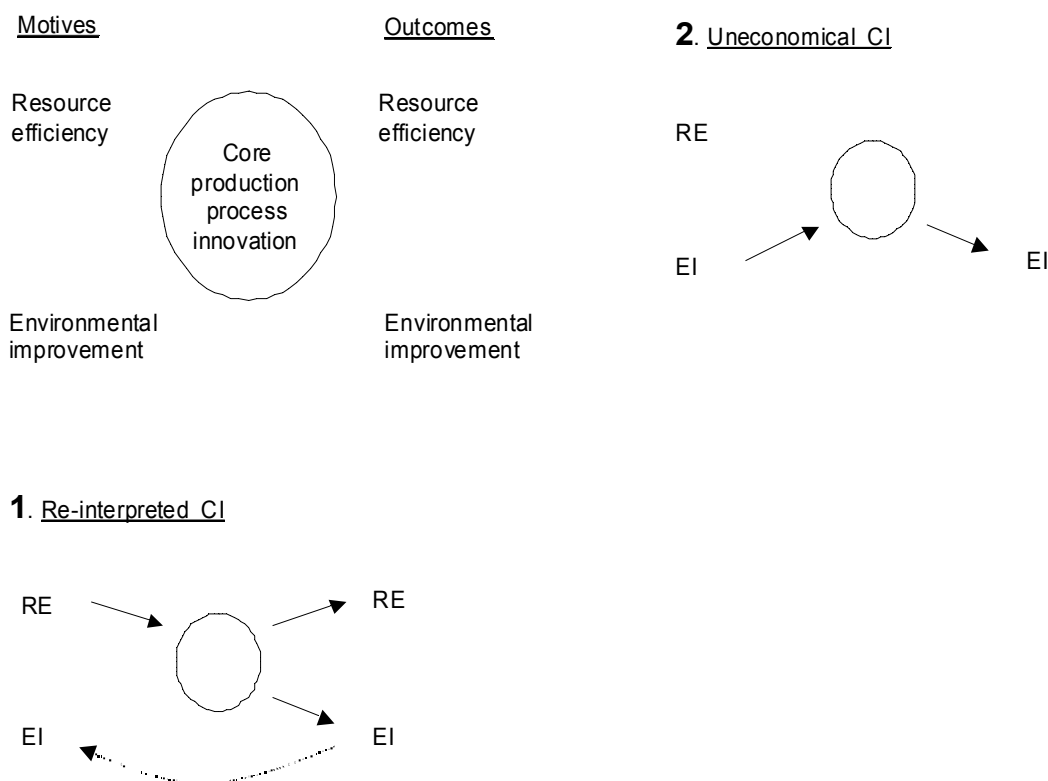 Motives
Outcomes
Resource
efficiency
Core
production
process
innovation
Resource
efficiency
Environmental
improvement
Environmental
improvement
2. Uneconomical CI
RE
EI
EI
1. Re-interpreted CI
RE
RE
EI
EI